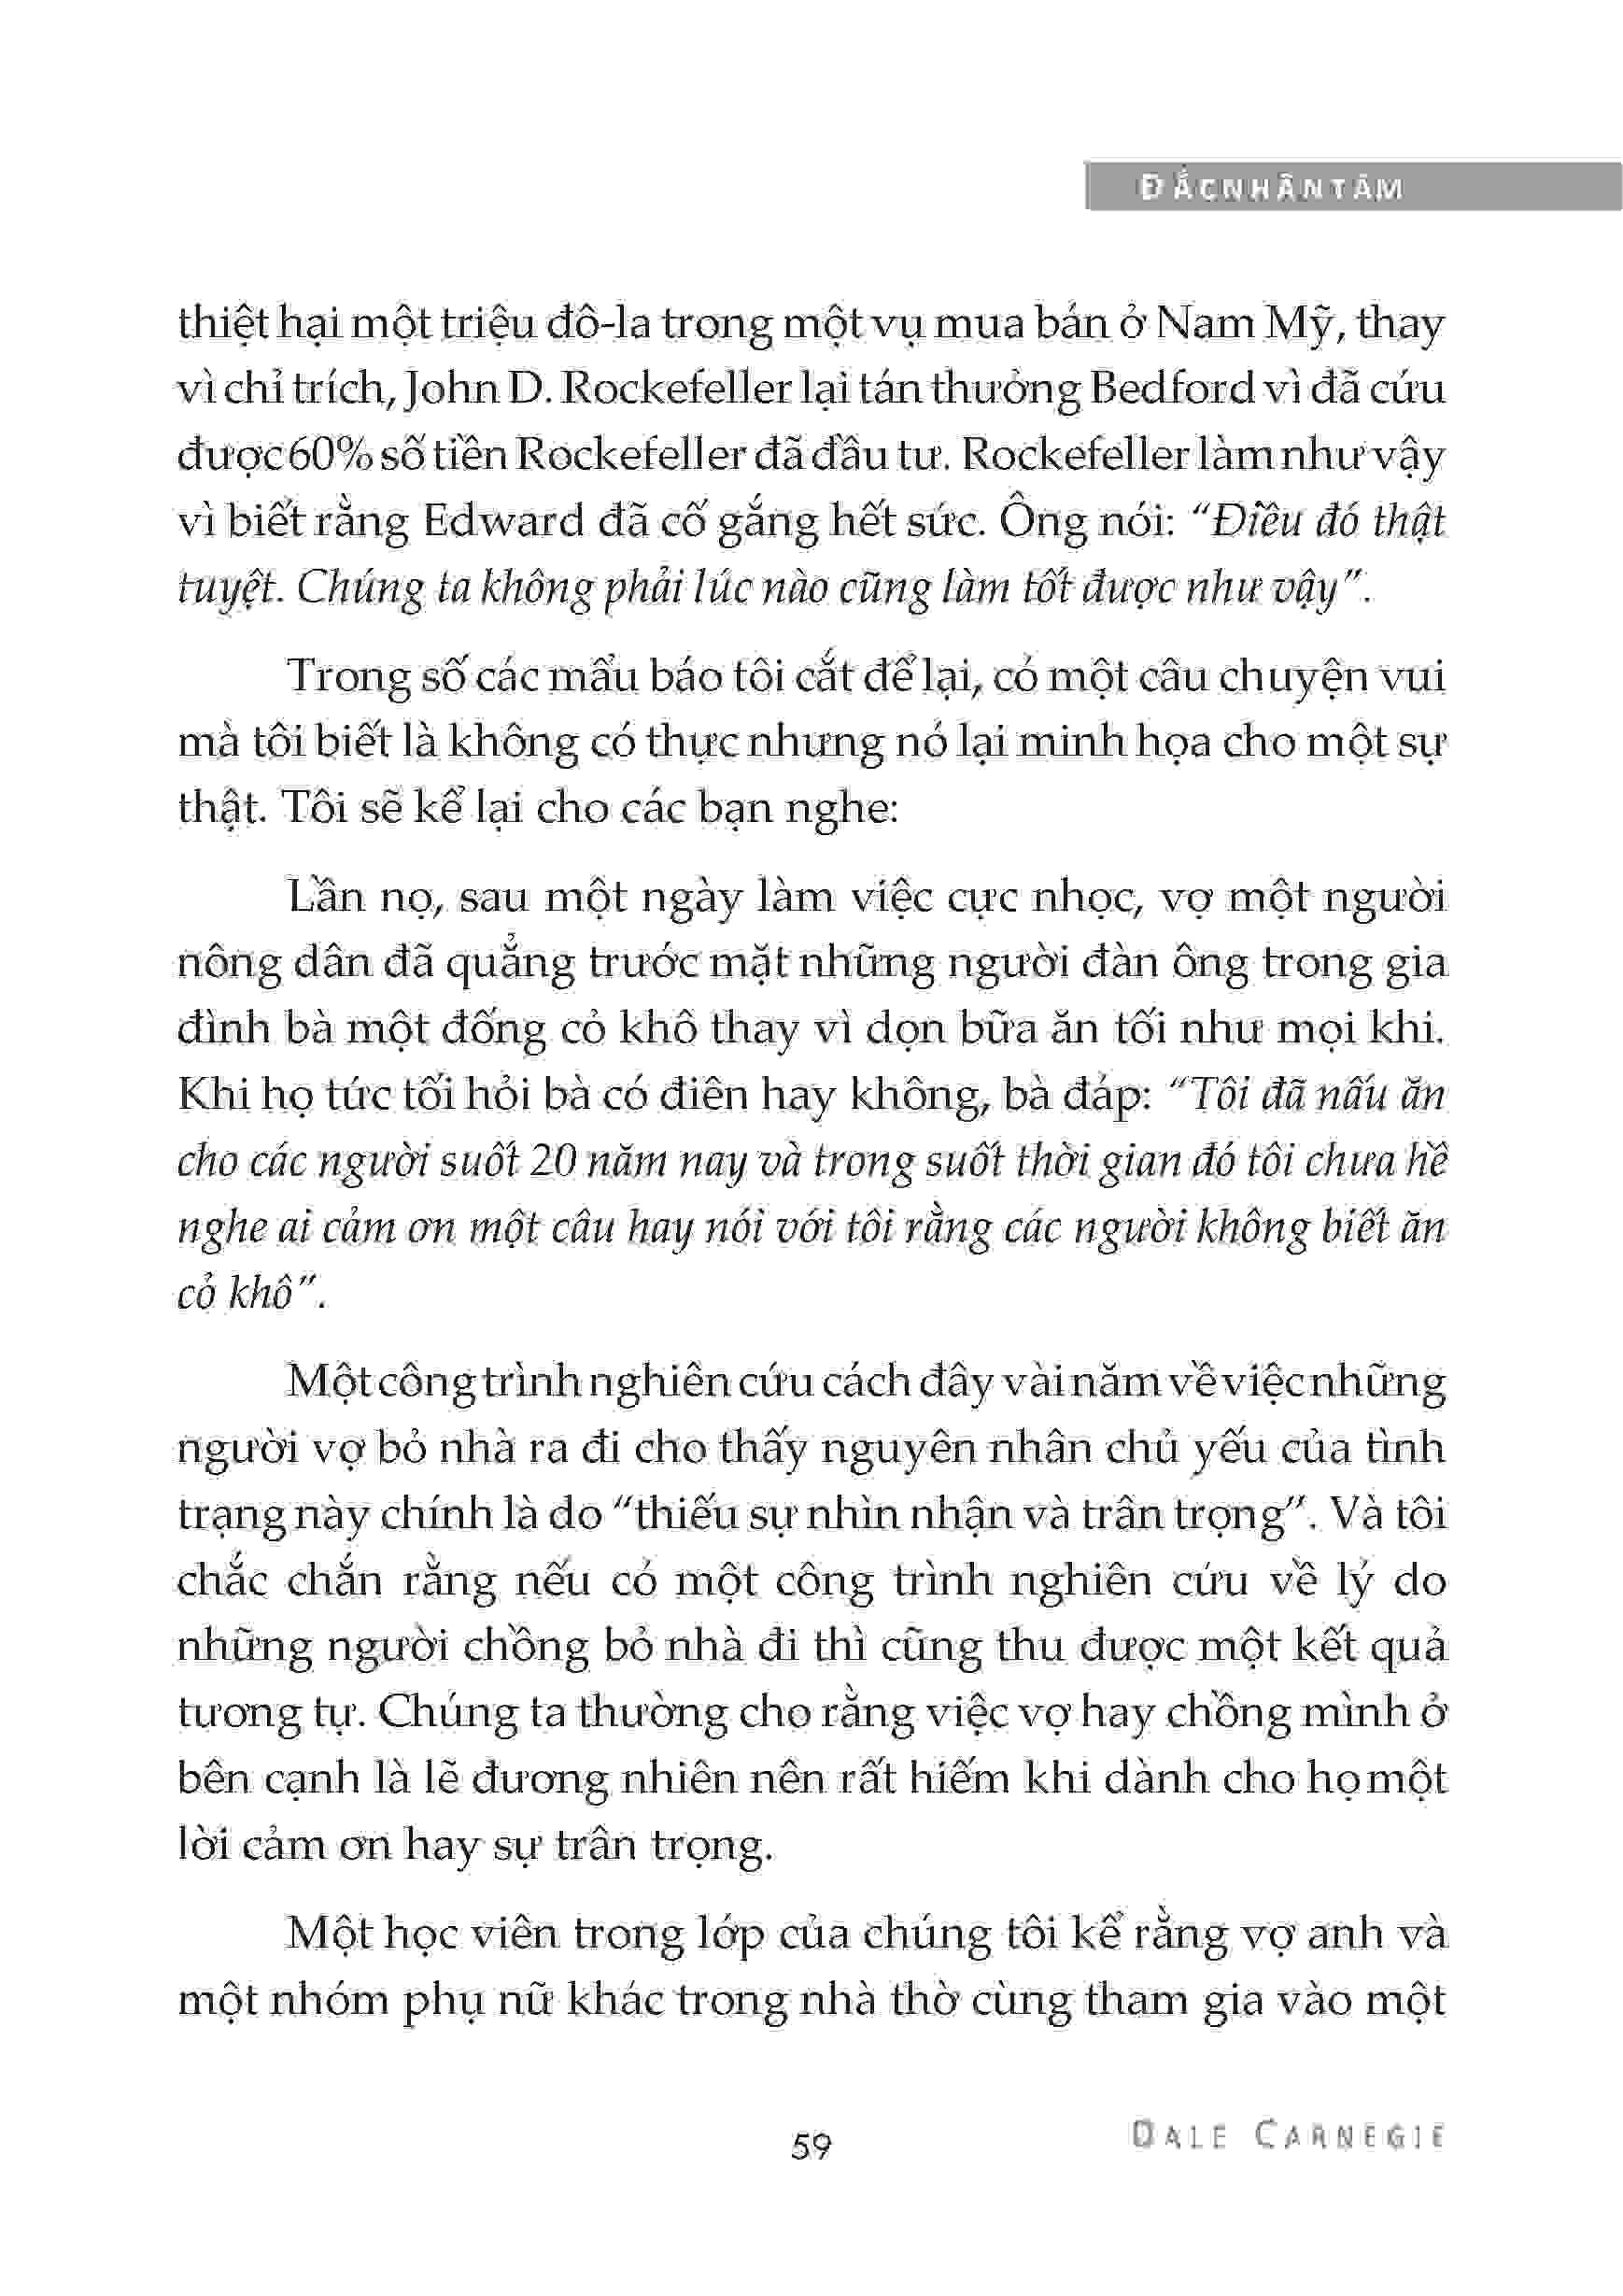 ĐẮC NHÂN TÂM
thiệt hại một triệu đô-la trong một vụ mua bán ở Nam Mỹ, thay
vì chỉ trích, John D. Rockefeller lại tán thưởng Bedford vì đã cứu
được 60% số tiền Rockefeller đã đầu tư. Rockefeller làm như vậy
vì biết rằng Edward đã cố gắng hết sức. Ông nói: “Điều đó thật
tuyệt. Chúng ta không phải lúc nào cũng làm tốt được như vậy”.
Trong số các mẩu báo tôi cắt để lại, có một câu chuyện vui
mà tôi biết là không có thực nhưng nó lại minh họa cho một sự
thật. Tôi sẽ kể lại cho các bạn nghe:
Lần nọ, sau một ngày làm việc cực nhọc, vợ một người
nông dân đã quẳng trước mặt những người đàn ông trong gia
đình bà một đống cỏ khô thay vì dọn bữa ăn tối như mọi khi.
Khi họ tức tối hỏi bà có điên hay không, bà đáp: “Tôi đã nấu ăn
cho các người suốt 20 năm nay và trong suốt thời gian đó tôi chưa hề
nghe ai cảm ơn một câu hay nói với tôi rằng các người không biết ăn
cỏ khô”.
Một công trình nghiên cứu cách đây vài năm về việc những
người vợ bỏ nhà ra đi cho thấy nguyên nhân chủ yếu của tình
trạng này chính là do “thiếu sự nhìn nhận và trân trọng”. Và tôi
chắc chắn rằng nếu có một công trình nghiên cứu về lý do
những người chồng bỏ nhà đi thì cũng thu được một kết quả
tương tự. Chúng ta thường cho rằng việc vợ hay chồng mình ở
bên cạnh là lẽ đương nhiên nên rất hiếm khi dành cho họ một
lời cảm ơn hay sự trân trọng.
Một học viên trong lớp của chúng tôi kể rằng vợ anh và
một nhóm phụ nữ khác trong nhà thờ cùng tham gia vào một
59
DALE CARNEGIE